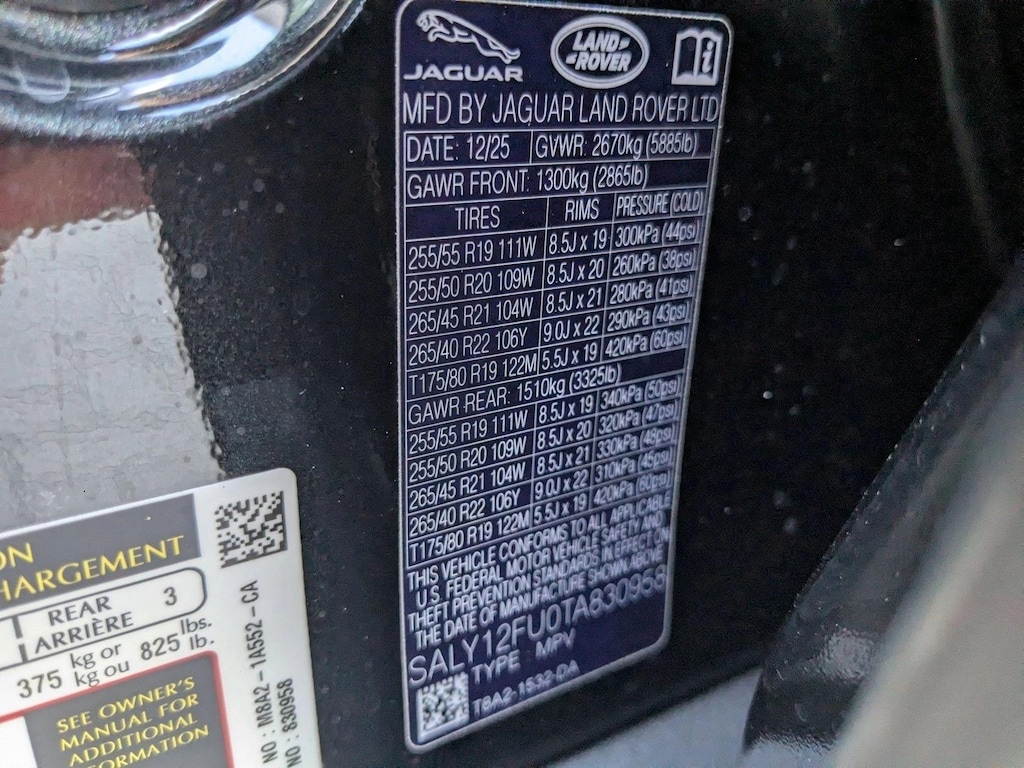 JAGUAR
LAND ROVER
i
MFD BY JAGUAR LAND ROVER LTD
DATE: 12/25 GVWR: 2670kg (5885lb)
GAWR FRONT: 1300kg (2865lb)
TIRES RIMS PRESSURE (COLD)
255/55 R19 111W 8.5J x 19 300kPa (44psi)
255/50 R20 109W 8.5J x 20 260kPa (38psi)
265/45 R21 104W 8.5J x 21 280kPa (41psi)
265/40 R22 106Y 9.0J x 22 290kPa (43psi)
T175/80 R19 122M 5.5J x 19 420kPa (60psi)
GAWR REAR: 1510kg (3325lb)
255/55 R19 111W 8.5J x 19 340kPa (50psi)
255/50 R20 109W 8.5J x 20 320kPa (47psi)
265/45 R21 104W 8.5J x 21 330kPa (48psi)
265/40 R22 106Y 9.0J x 22 310kPa (45psi)
T175/80 R19 122M 5.5J x 19 420kPa (60psi)
THIS VEHICLE CONFORMS TO ALL APPLICABLE
U.S. FEDERAL MOTOR VEHICLE SAFETY AND
THEFT PREVENTION STANDARDS IN EFFECT ON
THE DATE OF MANUFACTURE SHOWN ABOVE
SALY12FU0TA830958
TYPE: MPV
T8A2-1532-DA
ON
HARGEMENT
REAR 3
ARRIÈRE
375 kg or 825 lbs.
kg ou lb.
SEE OWNER'S
MANUAL FOR
ADDITIONAL
FORMATION
NO : M8A2-1A552-CA
NO : 830958